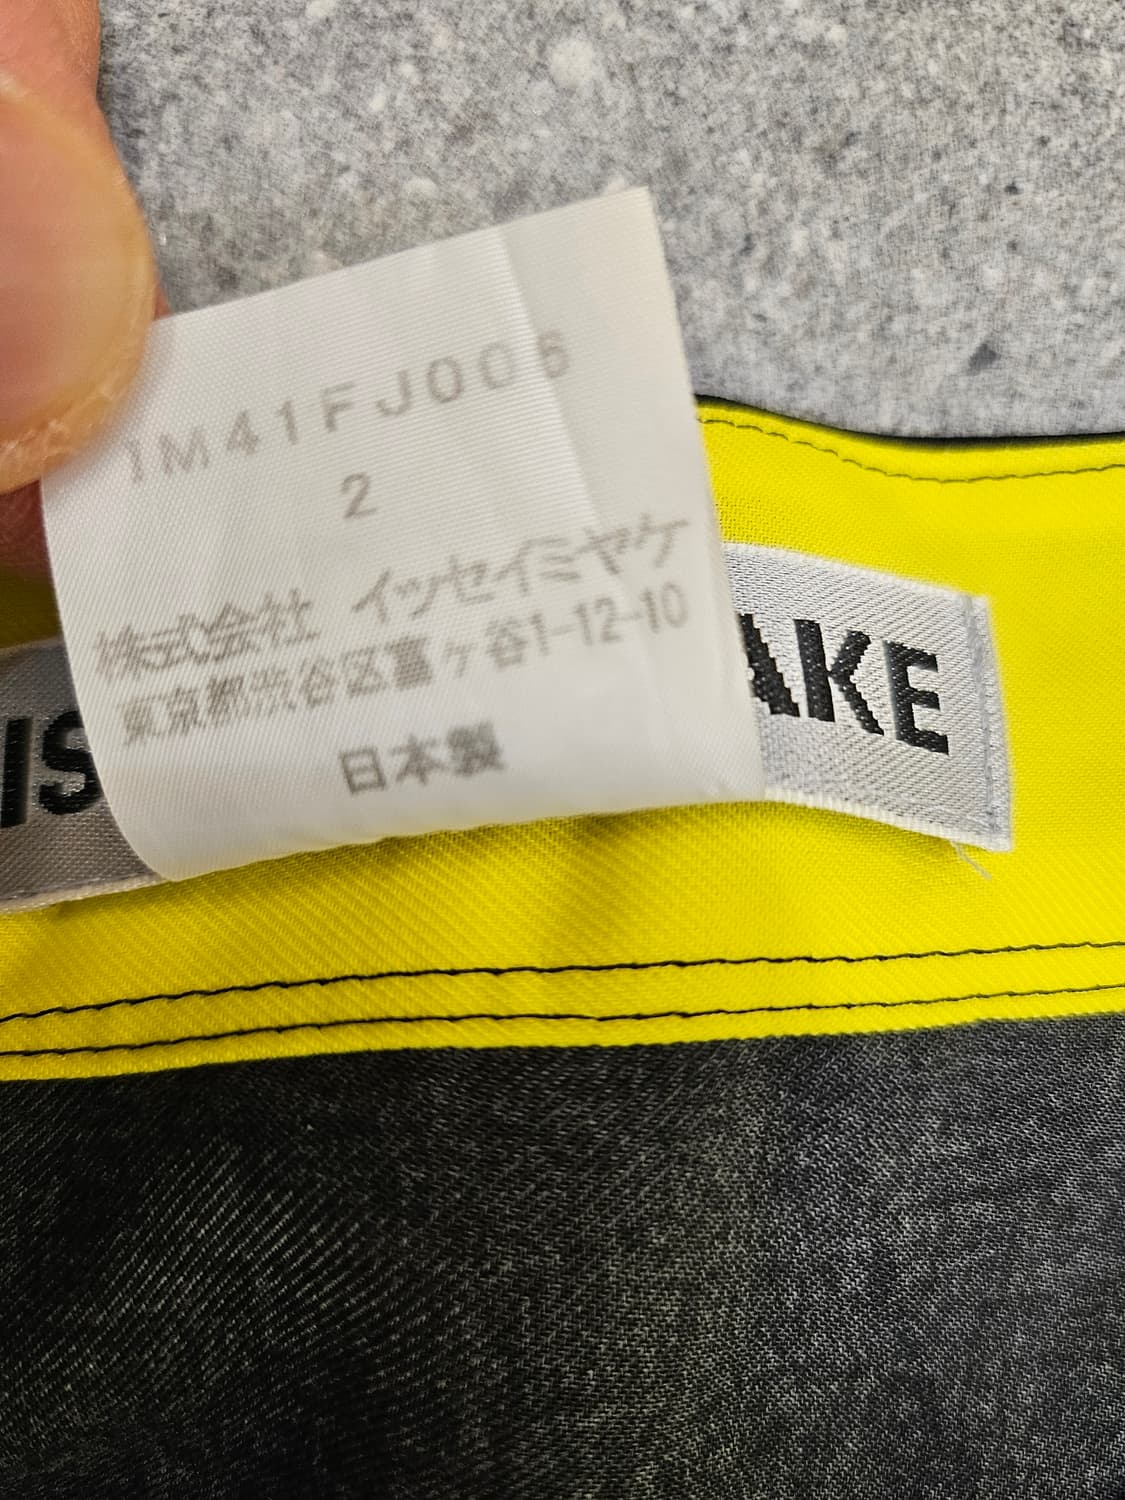 IM41FJ006
2
株式会社 イッセイミヤケ
東京都渋谷区富ヶ谷1-12-10
日本製
IS
AKE